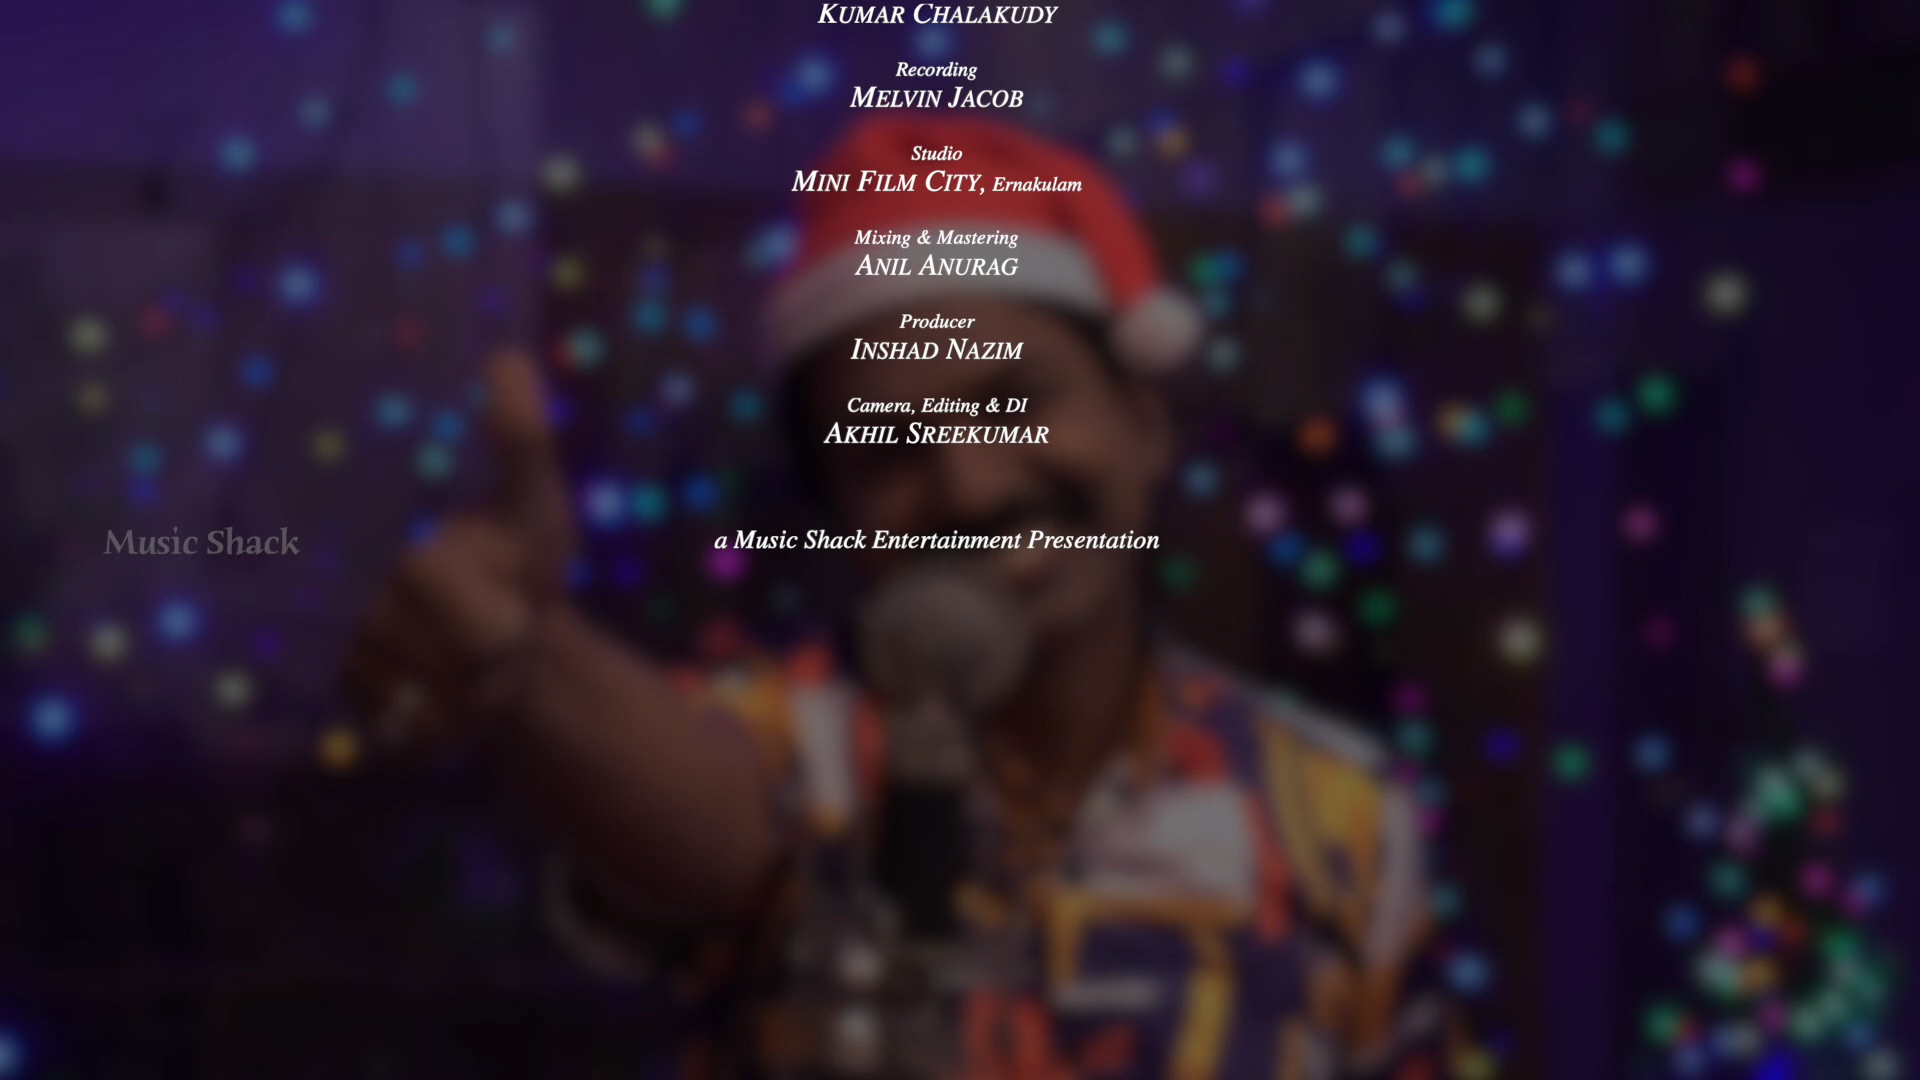 KUMAR CHALAKUDY
Recording
MELVIN JACOB
Studio
MINI FILM CITY, Ernakulam
Mixing & Mastering
ANIL ANURAG
Producer
INSHAD NAZIM
Camera, Editing & DI
AKHIL SREEKUMAR
Music Shack
a Music Shack Entertainment Presentation